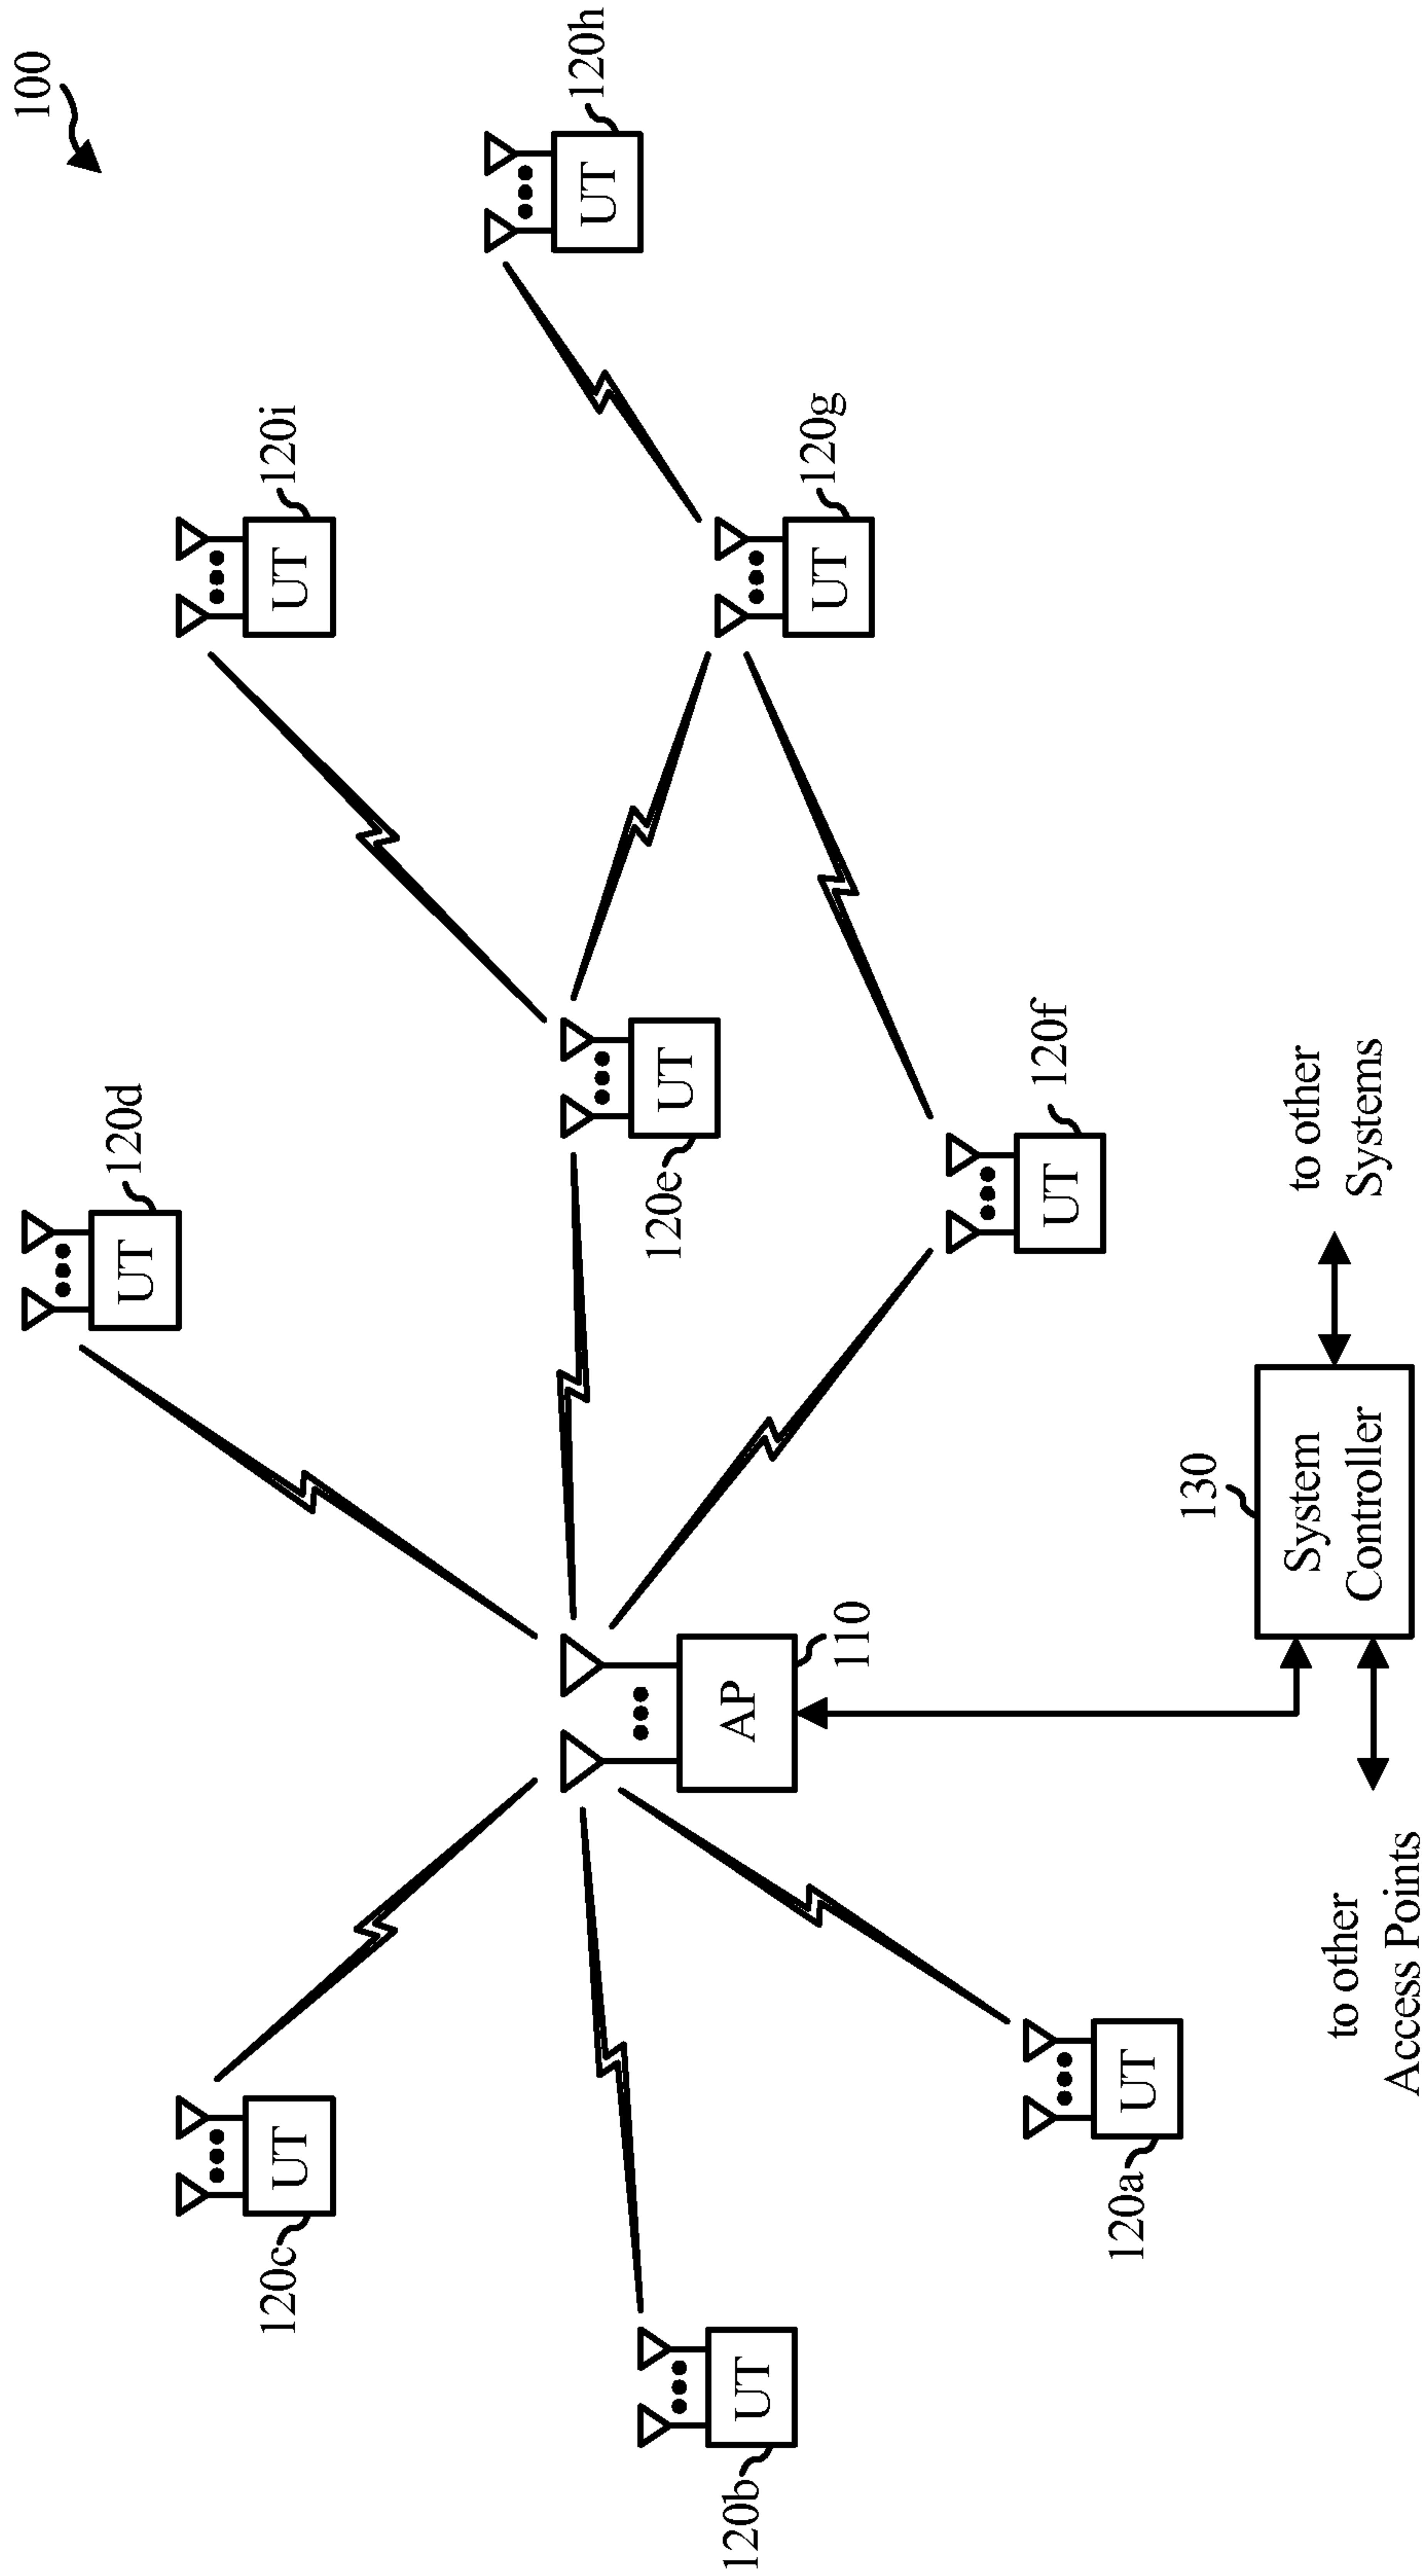 100
UT
120d
UT
120i
UT
120c
UT
120h
UT
120e
AP
110
UT
120b
UT
120g
UT
120f
UT
120a
130
System
Controller
to other
Systems
to other
Access Points